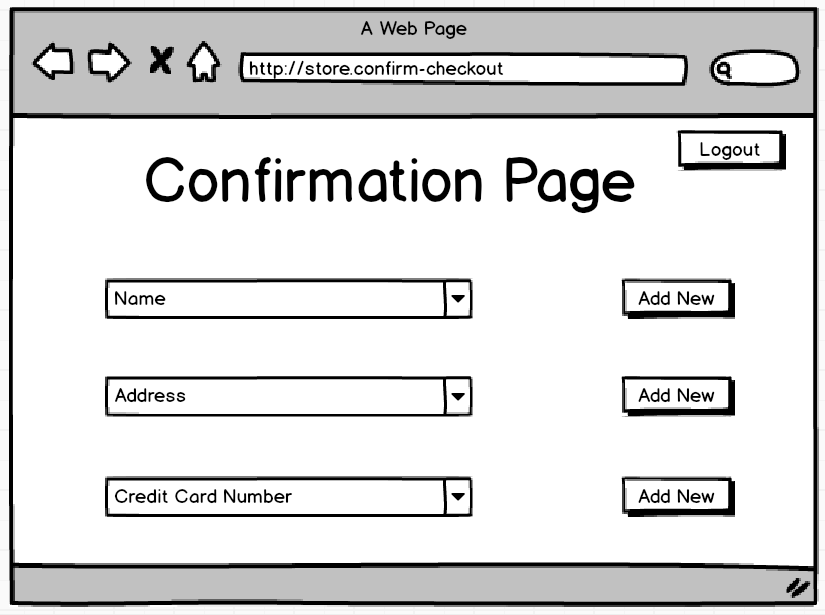 A Web Page
http://store.confirm-checkout
Logout
Confirmation Page
Name
Add New
Address
Add New
Credit Card Number
Add New